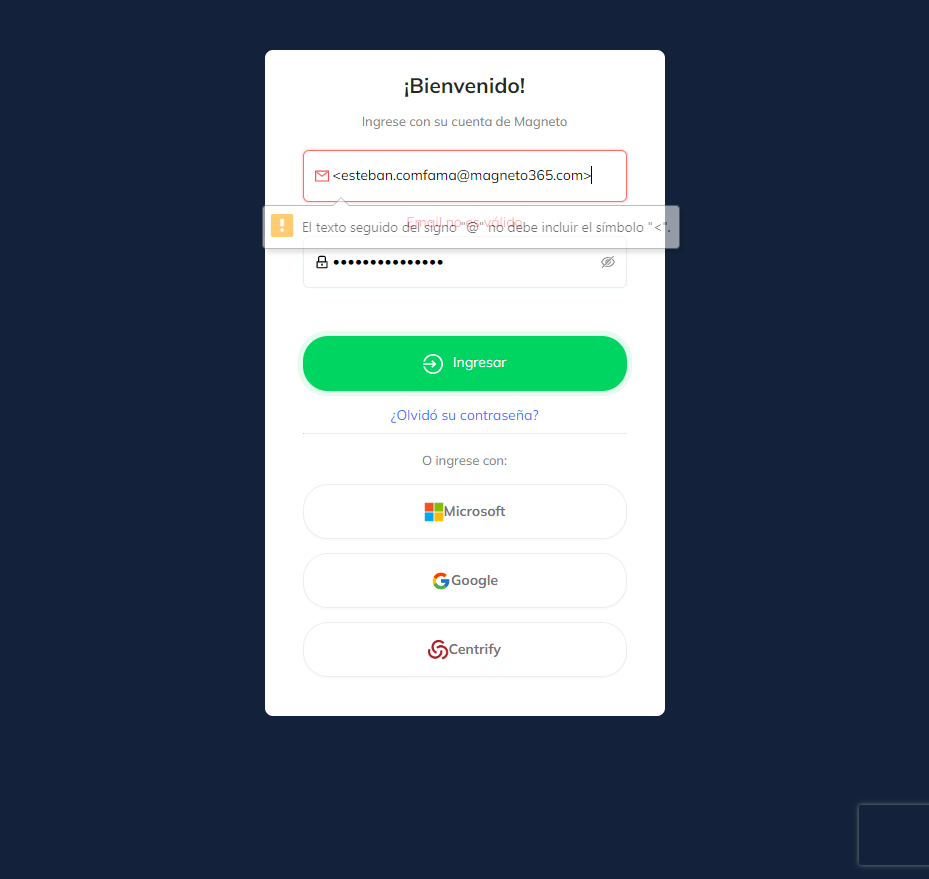 ¡Bienvenido!
Ingrese con su cuenta de Magneto
<esteban.comfama@magneto365.com>
Email no es válido
El texto seguido del signo "@" no debe incluir el símbolo "<".
•••••••••••••••
Ingresar
¿Olvidó su contraseña?
O ingrese con:
Microsoft
Google
Centrify